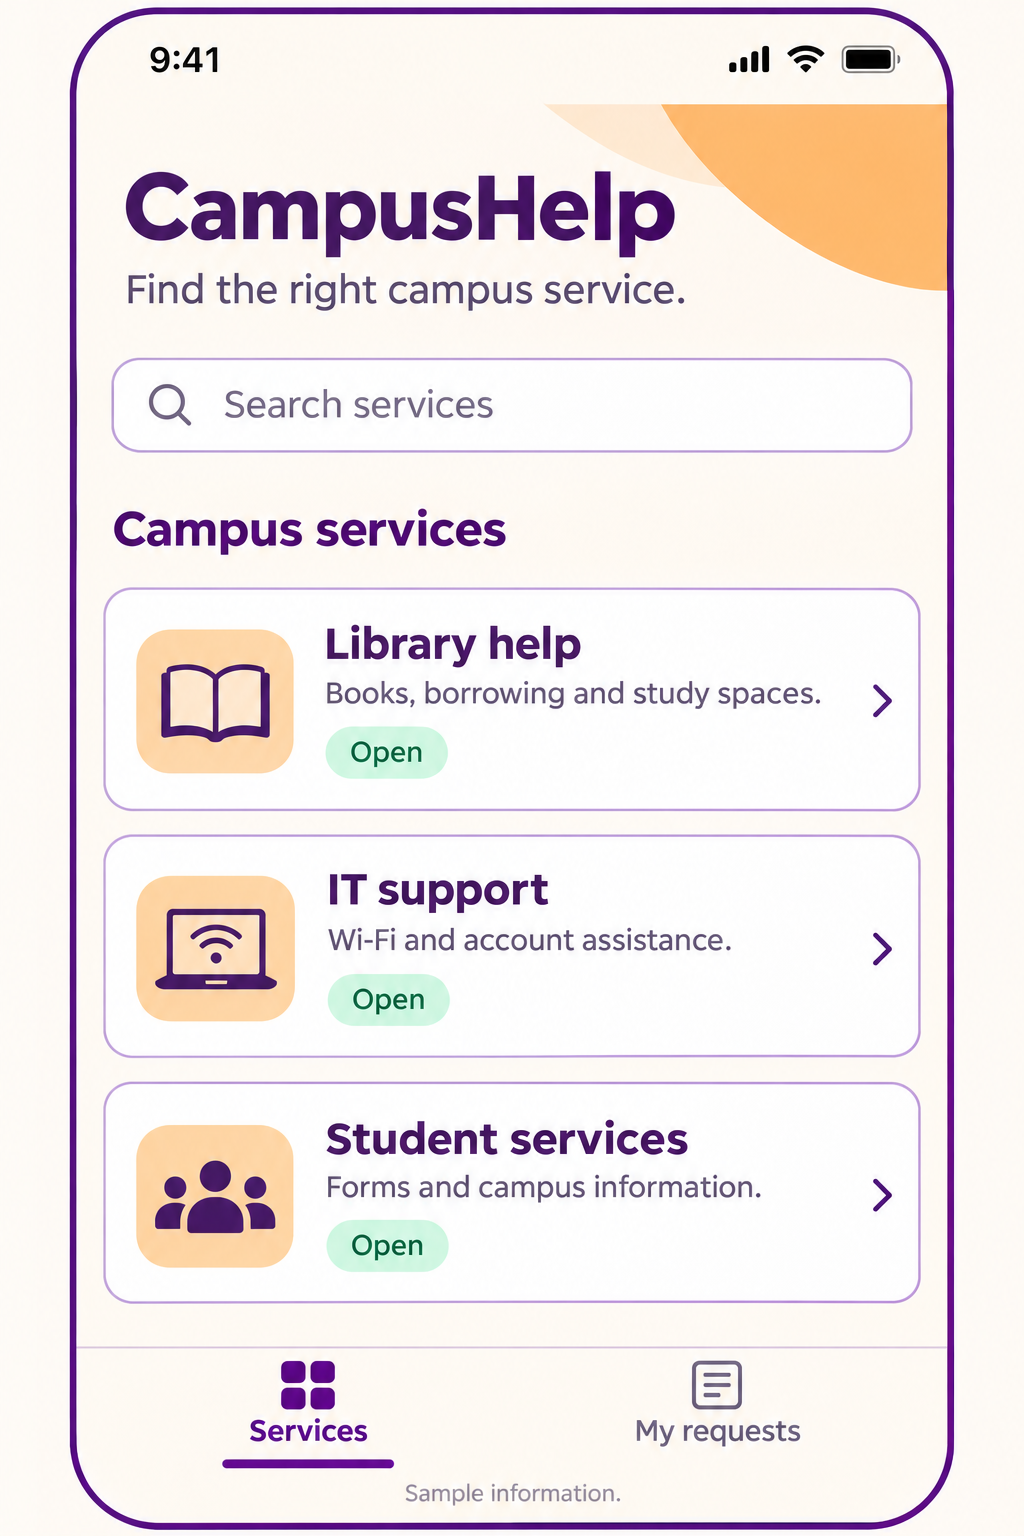 9:41
CampusHelp
Find the right campus service.
Search services
Campus services
Library help
Books, borrowing and study spaces.
Open
IT support
Wi-Fi and account assistance.
Open
Student services
Forms and campus information.
Open
Services
My requests
Sample information.